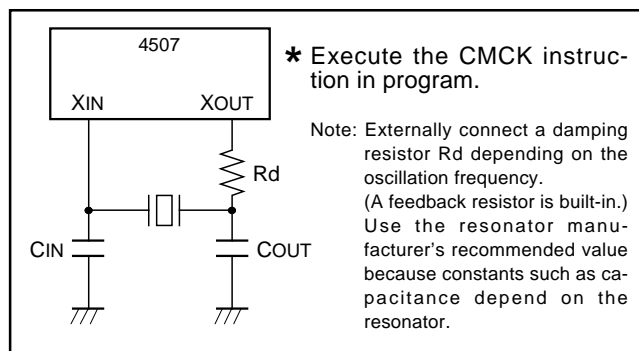 4507
XIN
XOUT
Rd
CIN
COUT
* Execute the CMCK instruc-
tion in program.
Note: Externally connect a damping
resistor Rd depending on the
oscillation frequency.
(A feedback resistor is built-in.)
Use the resonator manu-
facturer's recommended value
because constants such as ca-
pacitance depend on the
resonator.